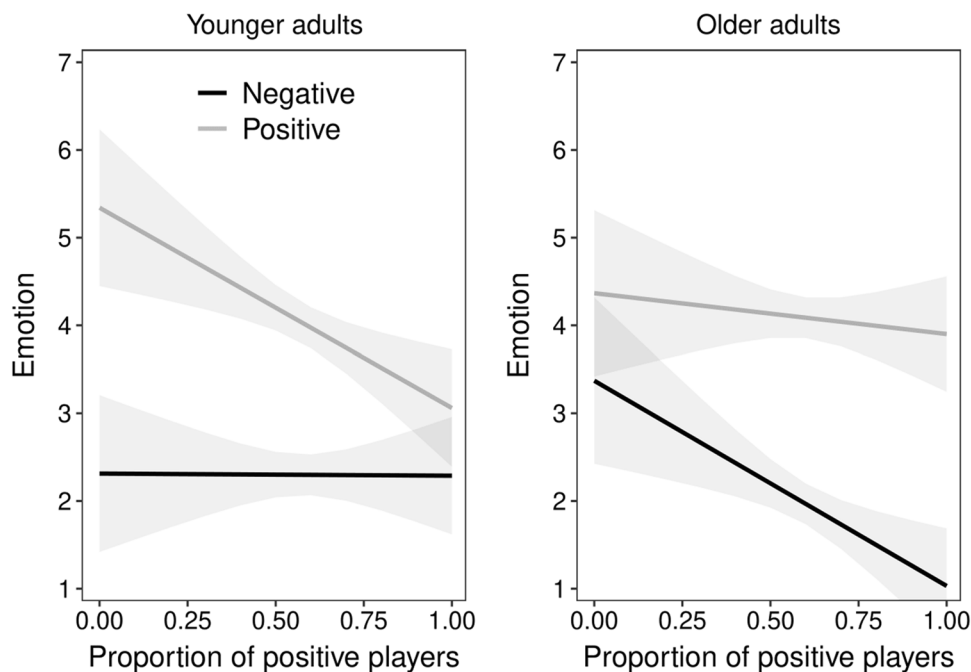 Younger adults
Older adults
Negative
Positive
Emotion
7
6
5
4
3
2
1
0.00 0.25 0.50 0.75 1.00
Proportion of positive players
Emotion
7
6
5
4
3
2
1
0.00 0.25 0.50 0.75 1.00
Proportion of positive players